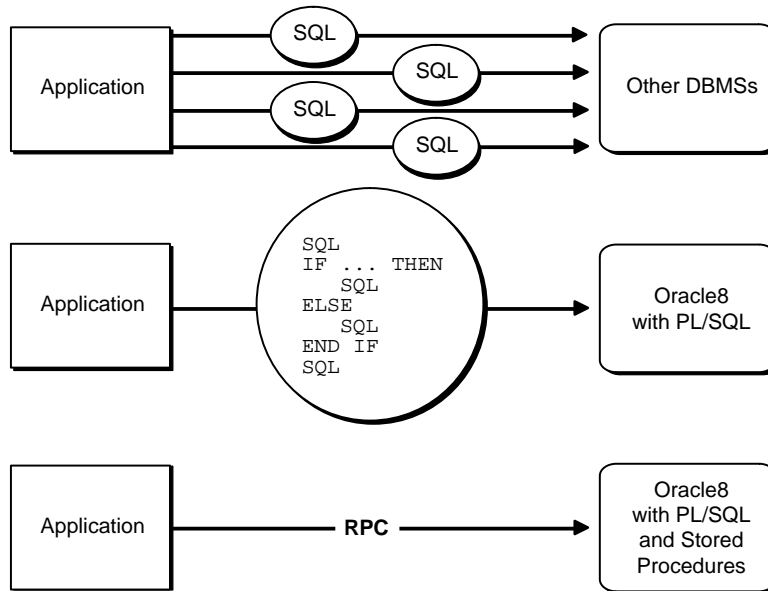 SQL
SQL
Application
Other DBMSs
SQL
SQL
SQL
IF ... THEN
    SQL
ELSE
    SQL
END IF
SQL
Application
Oracle8
with PL/SQL
Application
RPC
Oracle8
with PL/SQL
and Stored
Procedures